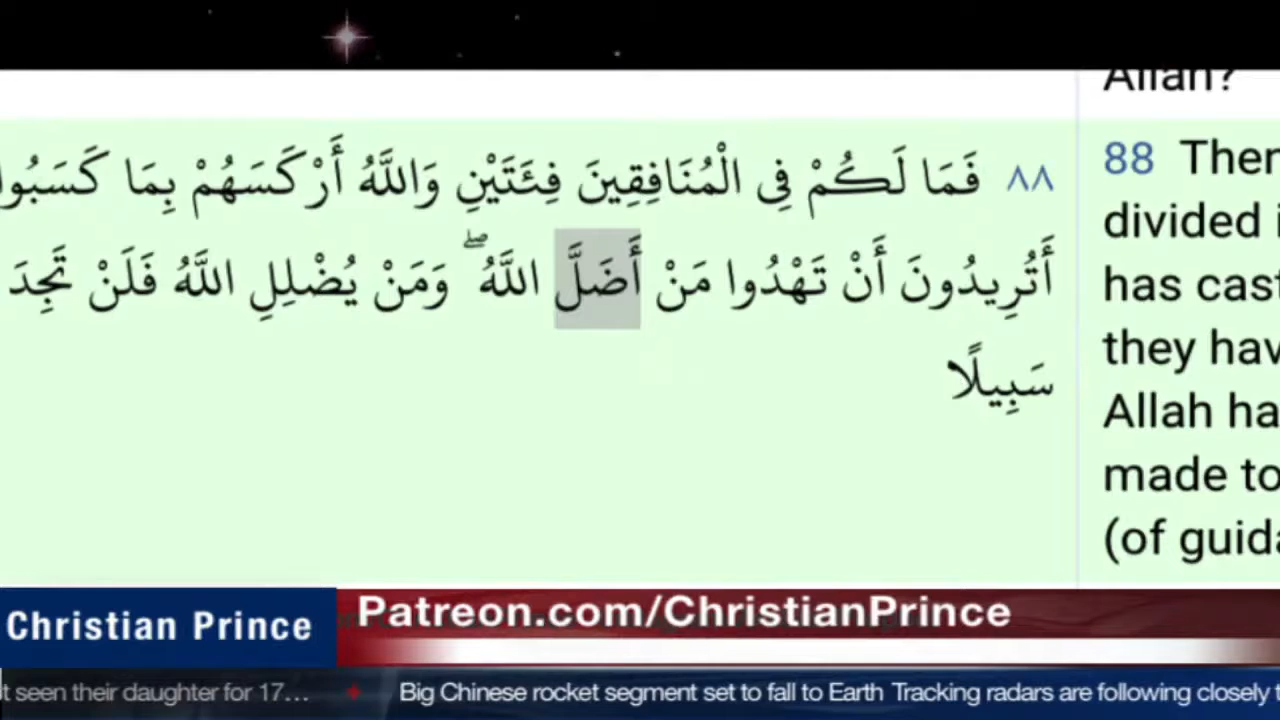 ٨٨ فَمَا لَكُمْ فِي الْمُنَافِقِينَ فِئَتَيْنِ وَاللَّهُ أَرْكَسَهُمْ بِمَا كَسَبُوا
أَتُرِيدُونَ أَنْ تَهْدُوا مَنْ أَضَلَّ اللَّهُ ۖ وَمَنْ يُضْلِلِ اللَّهُ فَلَنْ تَجِدَ
سَبِيلًا
Allah?
88 Then
divided i
has cast
they hav
Allah ha
made to
(of guida
Christian Prince
Patreon.com/ChristianPrince
t seen their daughter for 17... Big Chinese rocket segment set to fall to Earth Tracking radars are following closely t